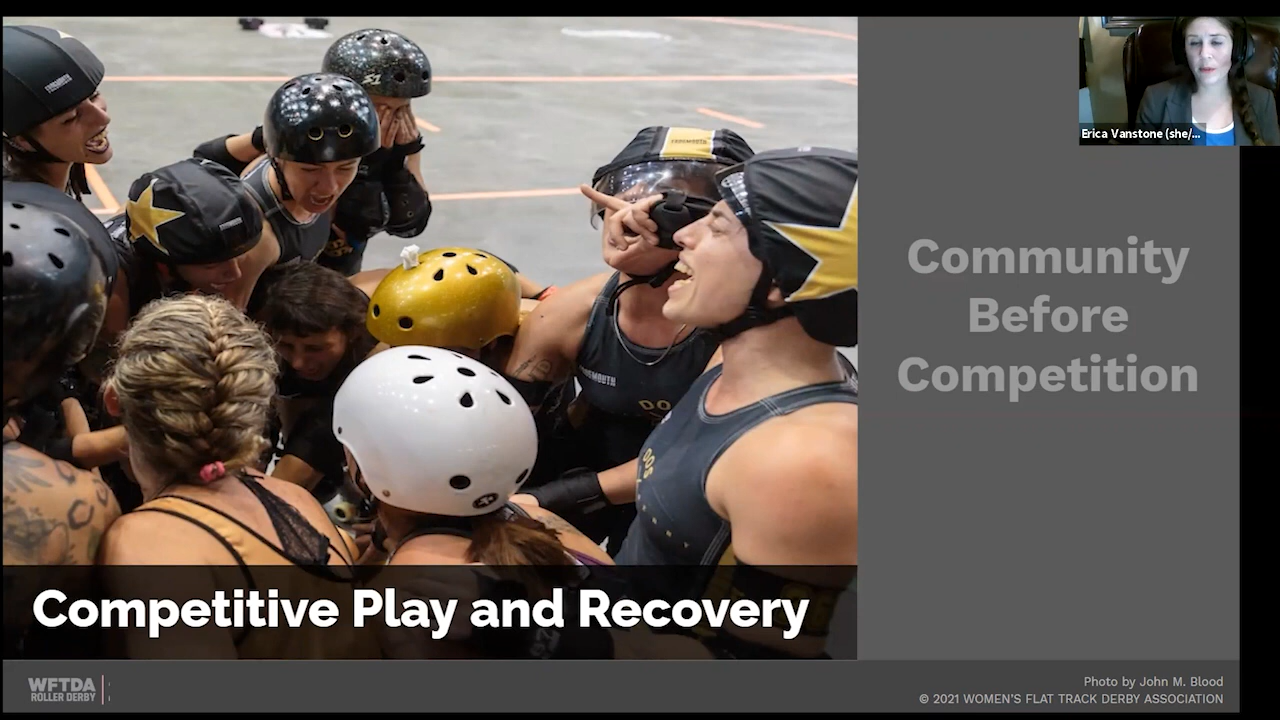 Erica Vanstone (she/...
Community
Before
Competition
Competitive Play and Recovery
WFTDA
ROLLER DERBY
Photo by John M. Blood
© 2021 WOMEN'S FLAT TRACK DERBY ASSOCIATION